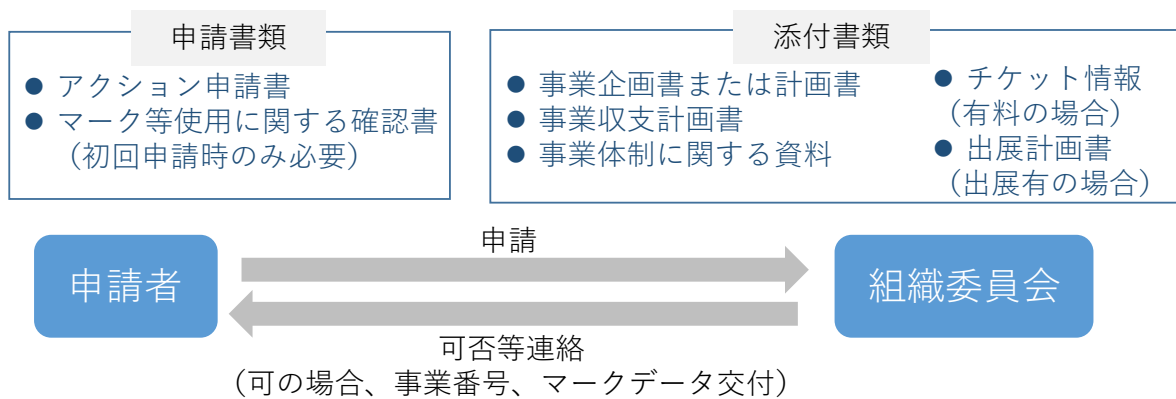 申請書類
● アクション申請書
● マーク等使用に関する確認書
（初回申請時のみ必要）
添付書類
● 事業企画書または計画書
● 事業収支計画書
● 事業体制に関する資料
● チケット情報
（有料の場合）
● 出展計画書
（出展有の場合）
申請者
申請
組織委員会
可否等連絡
（可の場合、事業番号、マークデータ交付）